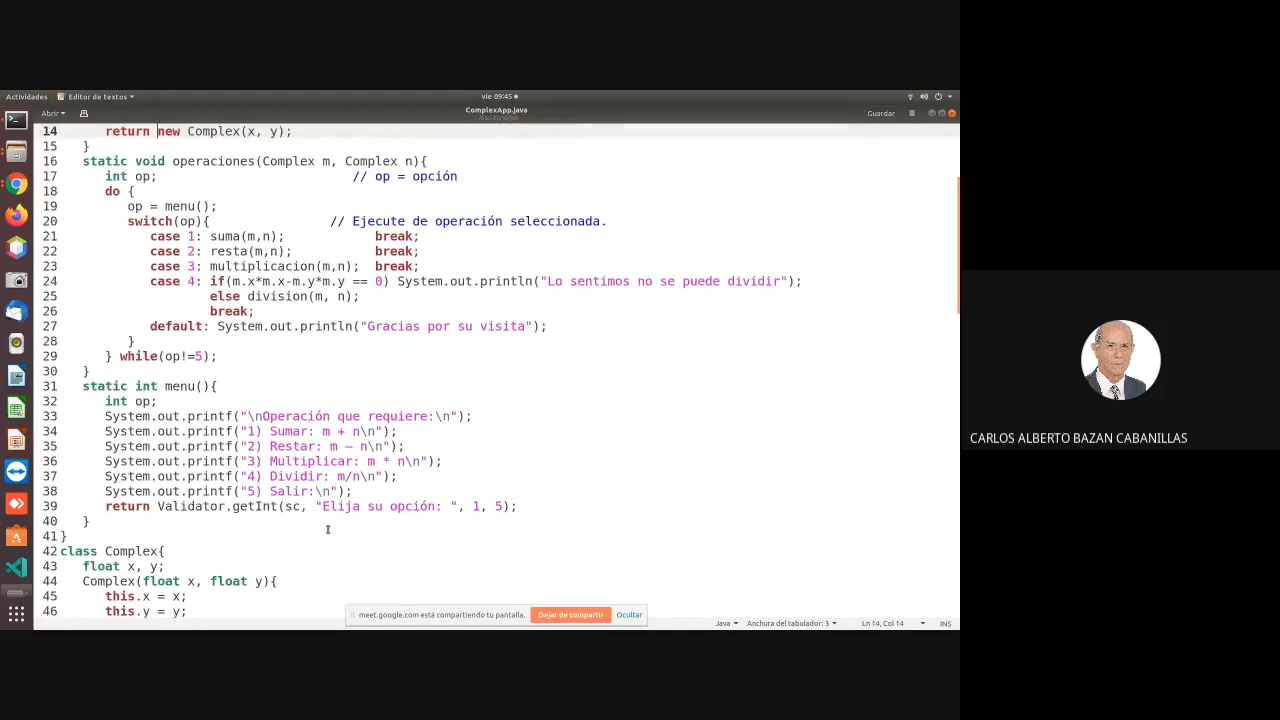 Actividades Editor de textos vie 09:45
Abrir ComplexApp.java Guardar
14 return new Complex(x, y);
15 }
16 static void operaciones(Complex m, Complex n){
17 int op; // op = opción
18 do {
19 op = menu();
20 switch(op){ // Ejecute de operación seleccionada.
21 case 1: suma(m,n); break;
22 case 2: resta(m,n); break;
23 case 3: multiplicacion(m,n); break;
24 case 4: if(m.x*m.x-m.y*m.y == 0) System.out.println("Lo sentimos no se puede dividir");
25 else division(m, n);
26 break;
27 default: System.out.println("Gracias por su visita");
28 }
29 } while(op!=5);
30 }
31 static int menu(){
32 int op;
33 System.out.printf("\nOperación que requiere:\n");
34 System.out.printf("1) Sumar: m + n\n");
35 System.out.printf("2) Restar: m – n\n");
36 System.out.printf("3) Multiplicar: m * n\n");
37 System.out.printf("4) Dividir: m/n\n");
38 System.out.printf("5) Salir:\n");
39 return Validator.getInt(sc, "Elija su opción: ", 1, 5);
40 }
41 }
42 class Complex{
43 float x, y;
44 Complex(float x, float y){
45 this.x = x;
46 this.y = y;
meet.google.com está compartiendo tu pantalla. Dejar de compartir Ocultar
Java Anchura del tabulador: 3 Ln 14, Col 14 INS
CARLOS ALBERTO BAZAN CABANILLAS